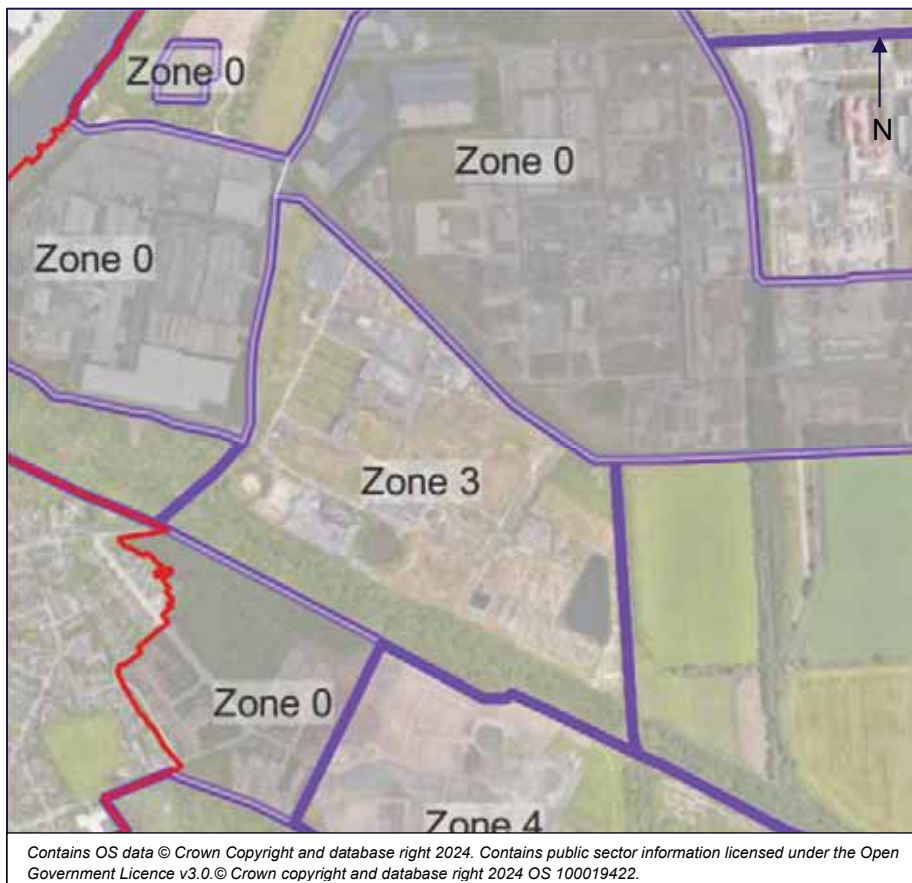 Zone 0
N
Zone 0
Zone 0
Zone 3
Zone 0
Zone 4
Contains OS data © Crown Copyright and database right 2024. Contains public sector information licensed under the Open
Government Licence v3.0.© Crown copyright and database right 2024 OS 100019422.